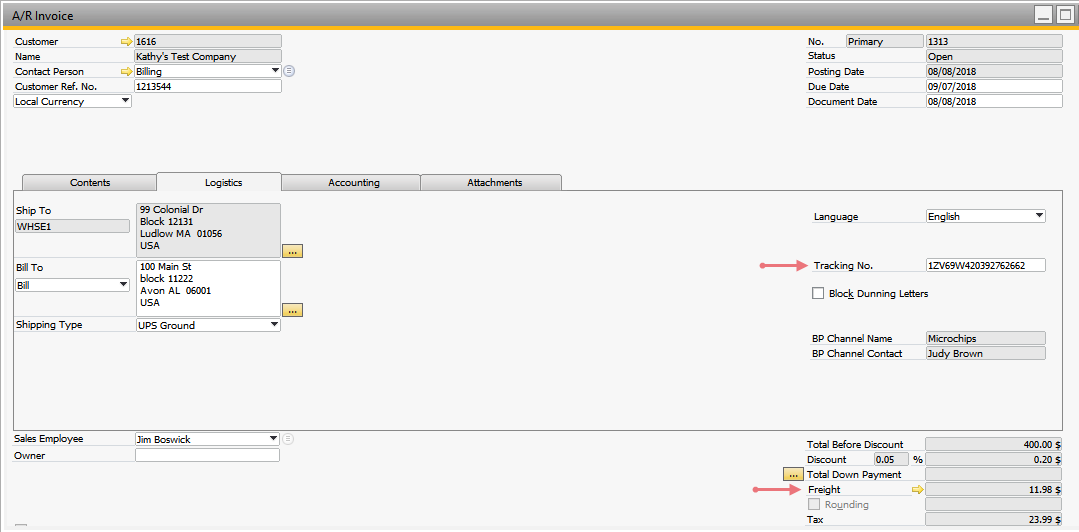 A/R Invoice
Customer 1616
Name Kathy's Test Company
Contact Person Billing
Customer Ref. No. 1213544
Local Currency
No. Primary 1313
Status Open
Posting Date 08/08/2018
Due Date 09/07/2018
Document Date 08/08/2018
Contents Logistics Accounting Attachments
Ship To
WHSE1
99 Colonial Dr
Block 12131
Ludlow MA 01056
USA
...
Bill To
Bill
100 Main St
block 11222
Avon AL 06001
USA
...
Shipping Type UPS Ground
Language English
Tracking No. 1ZV69W420392762662
Block Dunning Letters
BP Channel Name Microchips
BP Channel Contact Judy Brown
Sales Employee Jim Boswick
Owner
Total Before Discount 400.00 $
Discount 0.05 % 0.20 $
... Total Down Payment
Freight 11.98 $
Rounding
Tax 23.99 $